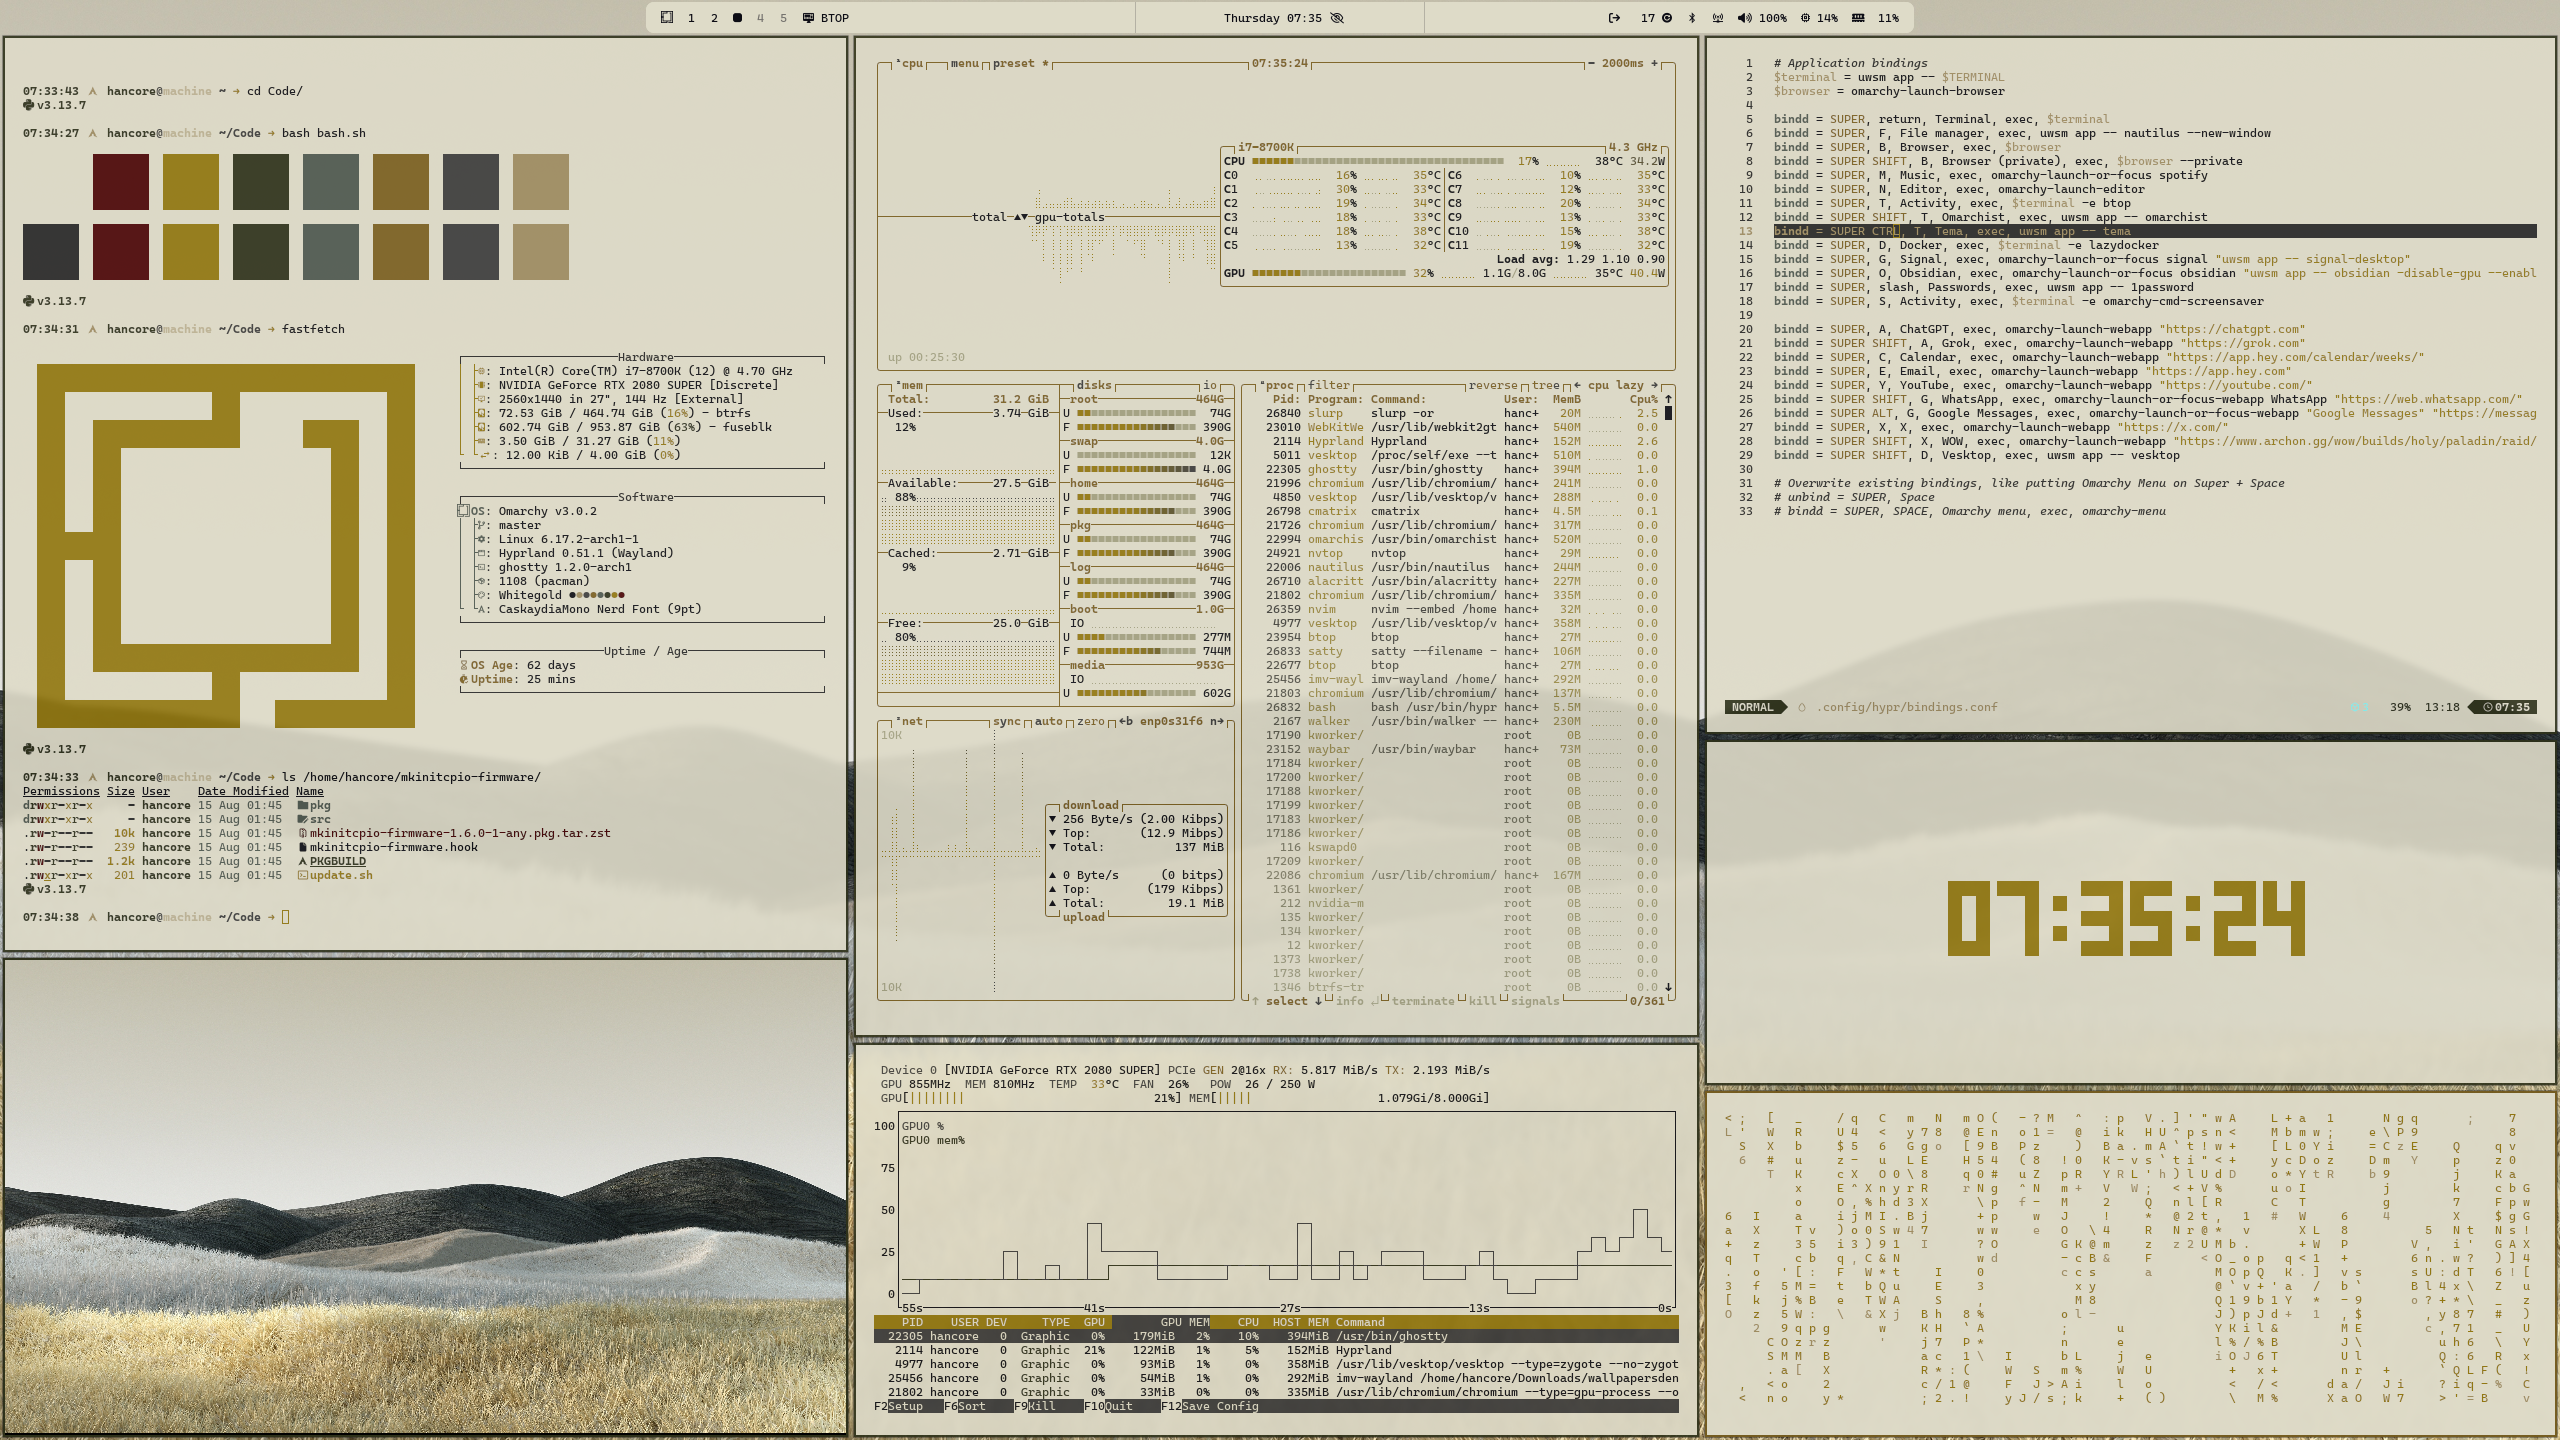 1 2 4 5 BTOP
Thursday 07:35
17 100% 14% 11%
07:33:43 hancore@machine ~ → cd Code/
v3.13.7
07:34:27 hancore@machine ~/Code → bash bash.sh
v3.13.7
07:34:31 hancore@machine ~/Code → fastfetch
Hardware
: Intel(R) Core(TM) i7-8700K (12) @ 4.70 GHz
: NVIDIA GeForce RTX 2080 SUPER [Discrete]
: 2560x1440 in 27", 144 Hz [External]
: 72.53 GiB / 464.74 GiB (16%) - btrfs
: 602.74 GiB / 953.87 GiB (63%) - fuseblk
: 3.50 GiB / 31.27 GiB (11%)
: 12.00 KiB / 4.00 GiB (0%)
Software
OS: Omarchy v3.0.2
: master
: Linux 6.17.2-arch1-1
: Hyprland 0.51.1 (Wayland)
: ghostty 1.2.0-arch1
: 1108 (pacman)
: Whitegold
: CaskaydiaMono Nerd Font (9pt)
Uptime / Age
OS Age: 62 days
Uptime: 25 mins
v3.13.7
07:34:33 hancore@machine ~/Code → ls /home/hancore/mkinitcpio-firmware/
Permissions Size User Date Modified Name
drwxr-xr-x - hancore 15 Aug 01:45 pkg
drwxr-xr-x - hancore 15 Aug 01:45 src
.rw-r--r-- 10k hancore 15 Aug 01:45 mkinitcpio-firmware-1.6.0-1-any.pkg.tar.zst
.rw-r--r-- 239 hancore 15 Aug 01:45 mkinitcpio-firmware.hook
.rw-r--r-- 1.2k hancore 15 Aug 01:45 PKGBUILD
.rwxr-xr-x 201 hancore 15 Aug 01:45 update.sh
v3.13.7
07:34:38 hancore@machine ~/Code →
¹cpu menu preset * 07:35:24 - 2000ms +
i7-8700K 4.3 GHz
CPU 17% 38°C 34.2W
C0 16% 35°C C6 10% 35°C
C1 30% 33°C C7 12% 33°C
C2 19% 34°C C8 20% 34°C
total ▲▼ gpu-totals
C3 18% 33°C C9 13% 33°C
C4 18% 38°C C10 15% 38°C
C5 13% 32°C C11 19% 32°C
Load avg: 1.29 1.10 0.90
GPU 32% 1.1G/8.0G 35°C 40.4W
up 00:25:30
²mem disks io
Total: 31.2 GiB
Used: 3.74 GiB
12%
Available: 27.5 GiB
88%
Cached: 2.71 GiB
9%
Free: 25.0 GiB
80%
root 464G
U 74G
F 390G
swap 4.0G
U 12K
F 4.0G
home 464G
U 74G
F 390G
pkg 464G
U 74G
F 390G
log 464G
U 74G
F 390G
boot 1.0G
IO
U 277M
F 744M
media 953G
IO
U 602G
³net sync auto zero ←b enp0s31f6 n→
10K
download
▼ 256 Byte/s (2.00 Kibps)
▼ Top: (12.9 Mibps)
▼ Total: 137 MiB
▲ 0 Byte/s (0 bitps)
▲ Top: (179 Kibps)
▲ Total: 19.1 MiB
upload
10K
⁴proc filter reverse tree ← cpu lazy →
Pid: Program: Command: User: MemB Cpu% ↑
26840 slurp slurp -or hanc+ 20M 2.5
23010 WebKitWe /usr/lib/webkit2gt hanc+ 540M 0.0
2114 Hyprland Hyprland hanc+ 152M 2.6
5011 vesktop /proc/self/exe --t hanc+ 510M 0.0
22305 ghostty /usr/bin/ghostty hanc+ 394M 1.0
21996 chromium /usr/lib/chromium/ hanc+ 241M 0.0
4850 vesktop /usr/lib/vesktop/v hanc+ 288M 0.0
26798 cmatrix cmatrix hanc+ 4.5M 0.1
21726 chromium /usr/lib/chromium/ hanc+ 317M 0.0
22994 omarchis /usr/bin/omarchist hanc+ 520M 0.0
24921 nvtop nvtop hanc+ 29M 0.0
22006 nautilus /usr/bin/nautilus hanc+ 244M 0.0
26710 alacritt /usr/bin/alacritty hanc+ 227M 0.0
21802 chromium /usr/lib/chromium/ hanc+ 335M 0.0
26359 nvim nvim --embed /home hanc+ 32M 0.0
4977 vesktop /usr/lib/vesktop/v hanc+ 358M 0.0
23954 btop btop hanc+ 27M 0.0
26833 satty satty --filename - hanc+ 106M 0.0
22677 btop btop hanc+ 27M 0.0
25456 imv-wayl imv-wayland /home/ hanc+ 292M 0.0
21803 chromium /usr/lib/chromium/ hanc+ 137M 0.0
26832 bash bash /usr/bin/hypr hanc+ 5.5M 0.0
2167 walker /usr/bin/walker -- hanc+ 230M 0.0
17190 kworker/ root 0B 0.0
23152 waybar /usr/bin/waybar hanc+ 73M 0.0
17184 kworker/ root 0B 0.0
17200 kworker/ root 0B 0.0
17188 kworker/ root 0B 0.0
17199 kworker/ root 0B 0.0
17183 kworker/ root 0B 0.0
17186 kworker/ root 0B 0.0
116 kswapd0 root 0B 0.0
17209 kworker/ root 0B 0.0
22086 chromium /usr/lib/chromium/ hanc+ 167M 0.0
1361 kworker/ root 0B 0.0
212 nvidia-m root 0B 0.0
135 kworker/ root 0B 0.0
134 kworker/ root 0B 0.0
12 kworker/ root 0B 0.0
1373 kworker/ root 0B 0.0
1738 kworker/ root 0B 0.0
1346 btrfs-tr root 0B 0.0 ↓
↑ select ↓ info ↵ terminate kill signals 0/361
Device 0 [NVIDIA GeForce RTX 2080 SUPER] PCIe GEN 2@16x RX: 5.817 MiB/s TX: 2.193 MiB/s
GPU 855MHz MEM 810MHz TEMP 33°C FAN 26% POW 26 / 250 W
GPU[|||||||| 21%] MEM[||||| 1.079Gi/8.000Gi]
100 GPU0 %
GPU0 mem%
75
50
25
0
55s 41s 27s 13s 0s
PID USER DEV TYPE GPU GPU MEM CPU HOST MEM Command
22305 hancore 0 Graphic 0% 179MiB 2% 10% 394MiB /usr/bin/ghostty
2114 hancore 0 Graphic 21% 122MiB 1% 5% 152MiB Hyprland
4977 hancore 0 Graphic 0% 93MiB 1% 0% 358MiB /usr/lib/vesktop/vesktop --type=zygote --no-zygot
25456 hancore 0 Graphic 0% 54MiB 1% 0% 292MiB imv-wayland /home/hancore/Downloads/wallpapersden
21802 hancore 0 Graphic 0% 33MiB 0% 0% 335MiB /usr/lib/chromium/chromium --type=gpu-process --o
F2Setup F6Sort F9Kill F10Quit F12Save Config
1 # Application bindings
2 $terminal = uwsm app -- $TERMINAL
3 $browser = omarchy-launch-browser
4
5 bindd = SUPER, return, Terminal, exec, $terminal
6 bindd = SUPER, F, File manager, exec, uwsm app -- nautilus --new-window
7 bindd = SUPER, B, Browser, exec, $browser
8 bindd = SUPER SHIFT, B, Browser (private), exec, $browser --private
9 bindd = SUPER, M, Music, exec, omarchy-launch-or-focus spotify
10 bindd = SUPER, N, Editor, exec, omarchy-launch-editor
11 bindd = SUPER, T, Activity, exec, $terminal -e btop
12 bindd = SUPER SHIFT, T, Omarchist, exec, uwsm app -- omarchist
13 bindd = SUPER CTRL, T, Tema, exec, uwsm app -- tema
14 bindd = SUPER, D, Docker, exec, $terminal -e lazydocker
15 bindd = SUPER, G, Signal, exec, omarchy-launch-or-focus signal "uwsm app -- signal-desktop"
16 bindd = SUPER, O, Obsidian, exec, omarchy-launch-or-focus obsidian "uwsm app -- obsidian -disable-gpu --enabl
17 bindd = SUPER, slash, Passwords, exec, uwsm app -- 1password
18 bindd = SUPER, S, Activity, exec, $terminal -e omarchy-cmd-screensaver
19
20 bindd = SUPER, A, ChatGPT, exec, omarchy-launch-webapp "https://chatgpt.com"
21 bindd = SUPER SHIFT, A, Grok, exec, omarchy-launch-webapp "https://grok.com"
22 bindd = SUPER, C, Calendar, exec, omarchy-launch-webapp "https://app.hey.com/calendar/weeks/"
23 bindd = SUPER, E, Email, exec, omarchy-launch-webapp "https://app.hey.com"
24 bindd = SUPER, Y, YouTube, exec, omarchy-launch-webapp "https://youtube.com/"
25 bindd = SUPER SHIFT, G, WhatsApp, exec, omarchy-launch-or-focus-webapp WhatsApp "https://web.whatsapp.com/"
26 bindd = SUPER ALT, G, Google Messages, exec, omarchy-launch-or-focus-webapp "Google Messages" "https://messag
27 bindd = SUPER, X, X, exec, omarchy-launch-webapp "https://x.com/"
28 bindd = SUPER SHIFT, X, WOW, exec, omarchy-launch-webapp "https://www.archon.gg/wow/builds/holy/paladin/raid/
29 bindd = SUPER SHIFT, D, Vesktop, exec, uwsm app -- vesktop
30
31 # Overwrite existing bindings, like putting Omarchy Menu on Super + Space
32 # unbind = SUPER, Space
33 # bindd = SUPER, SPACE, Omarchy menu, exec, omarchy-menu
NORMAL .config/hypr/bindings.conf 39% 13:18 07:35
07:35:24